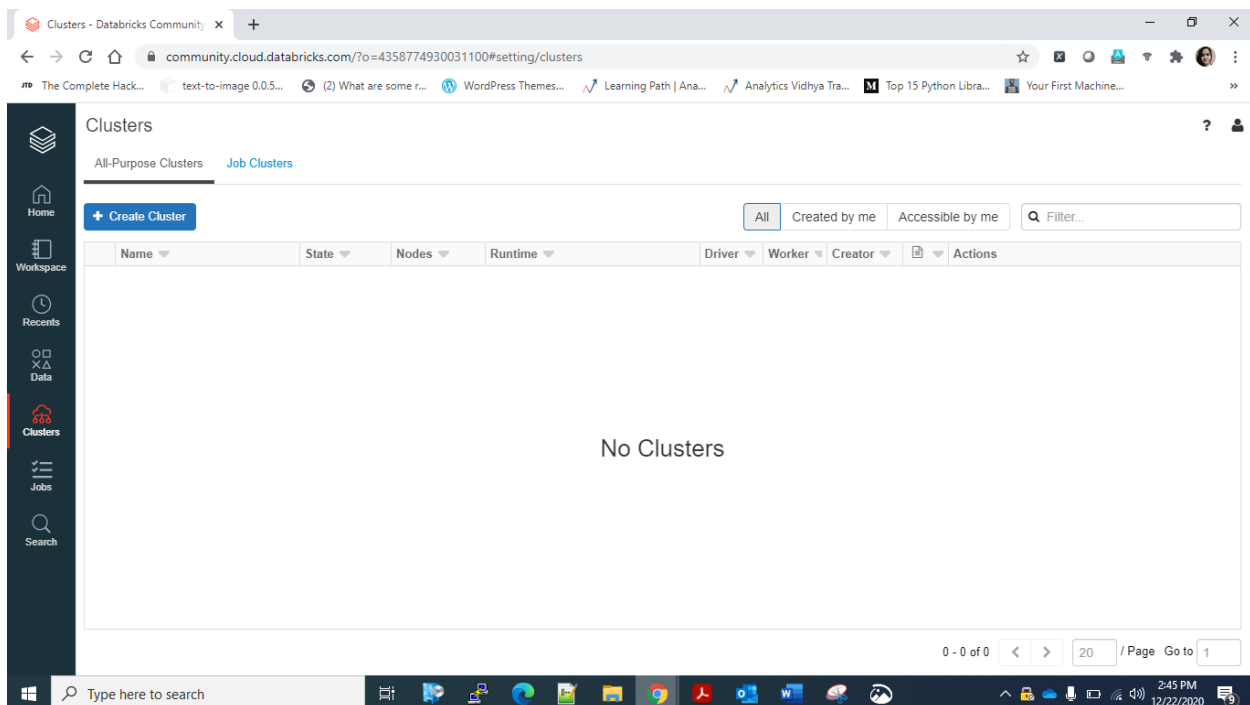 Clusters - Databricks Community
community.cloud.databricks.com/?o=4358774930031100#setting/clusters
JTD The Complete Hack... text-to-image 0.0.5... (2) What are some r... WordPress Themes... Learning Path | Ana... Analytics Vidhya Tra... M Top 15 Python Libra... Your First Machine... »
Clusters ?
All-Purpose Clusters Job Clusters
Home
+ Create Cluster All Created by me Accessible by me Filter...
Name State Nodes Runtime Driver Worker Creator Actions
Workspace
Recents
Data
Clusters
No Clusters
Jobs
Search
0 - 0 of 0 < > 20 / Page Go to 1
Type here to search
2:45 PM
12/22/2020